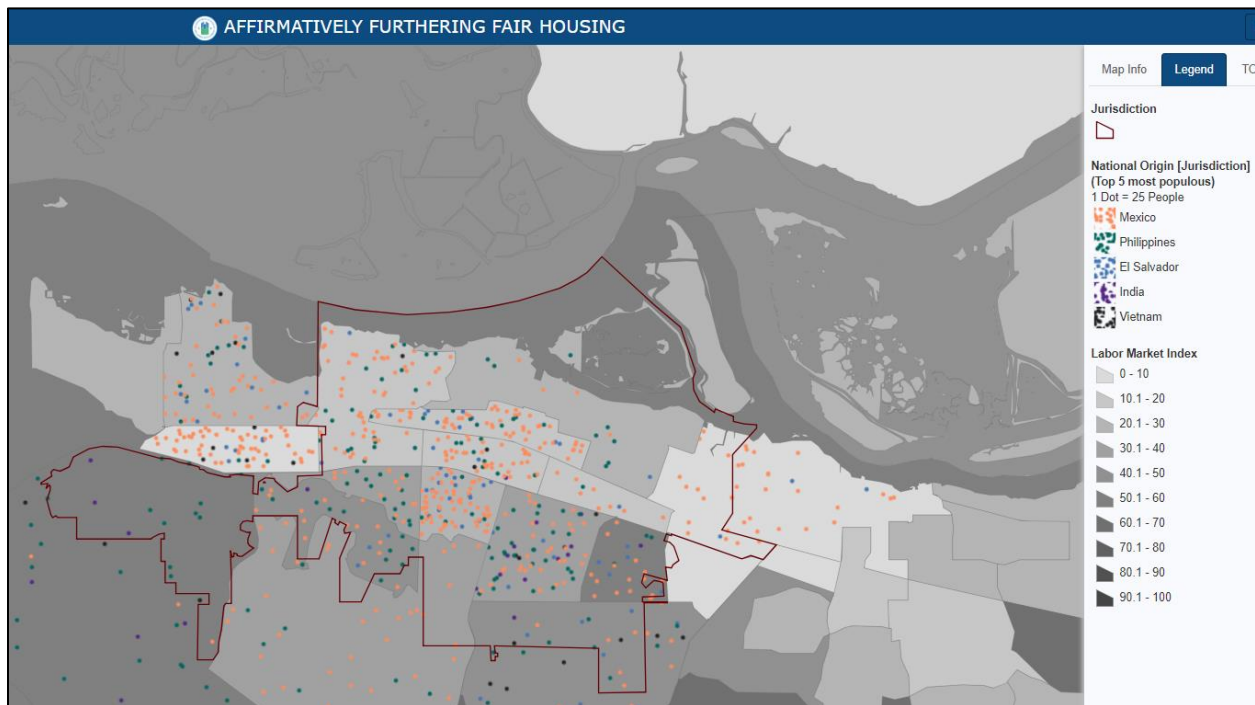 AFFIRMATIVELY FURTHERING FAIR HOUSING
Map Info Legend
Jurisdiction
National Origin [Jurisdiction]
(Top 5 most populous)
1 Dot = 25 People
Mexico
Philippines
El Salvador
India
Vietnam
Labor Market Index
0 - 10
10.1 - 20
20.1 - 30
30.1 - 40
40.1 - 50
50.1 - 60
60.1 - 70
70.1 - 80
80.1 - 90
90.1 - 100